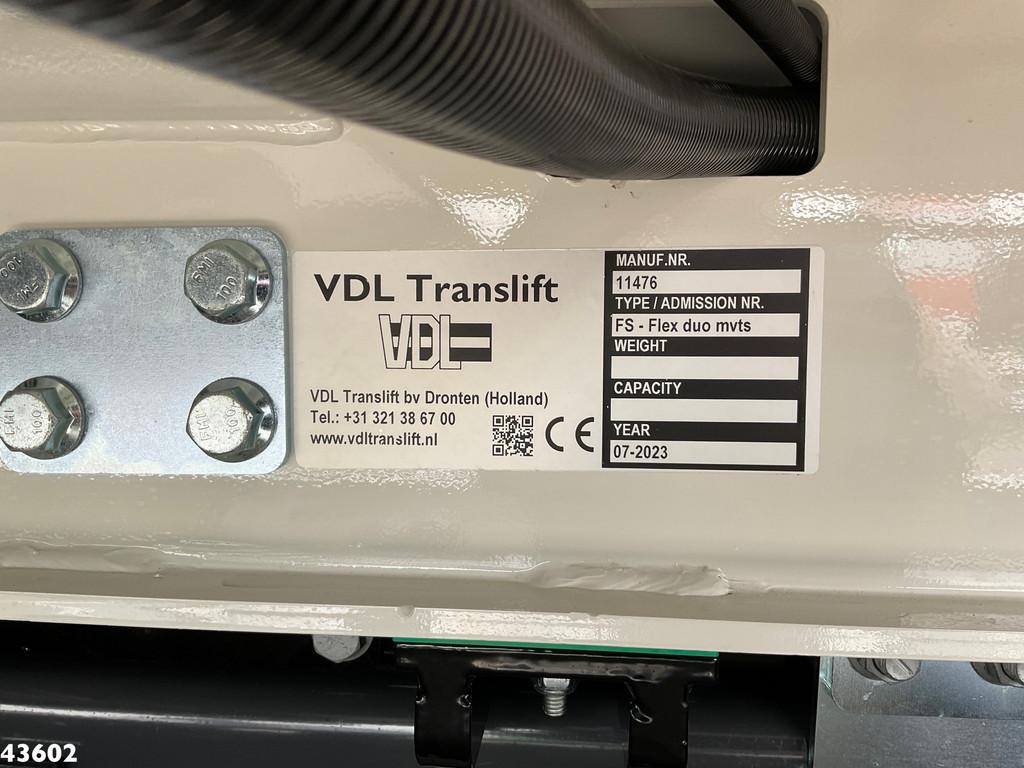 VDL Translift
VDL
VDL Translift bv Dronten (Holland)
Tel.: +31 321 38 67 00
www.vdltranslift.nl
CE
MANUF.NR.
11476
TYPE / ADMISSION NR.
FS - Flex duo mvts
WEIGHT
CAPACITY
YEAR
07-2023
43602